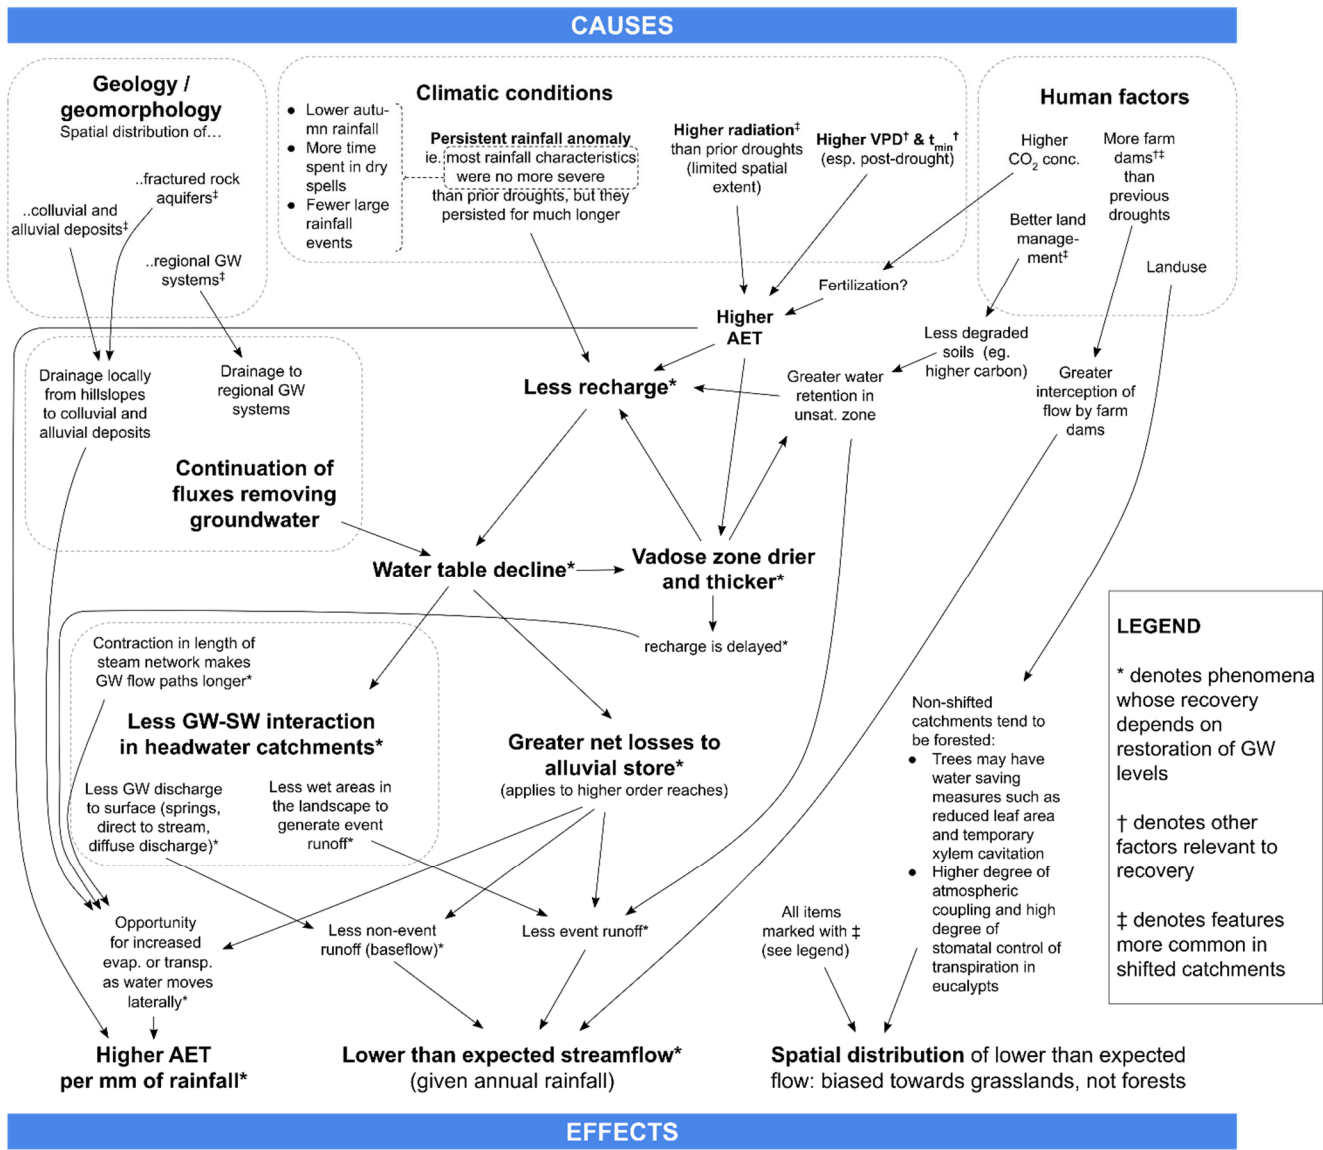 CAUSES
Geology /
geomorphology
Spatial distribution of...
..fractured rock
aquifers‡
..colluvial and
alluvial deposits‡
..regional GW
systems‡
Climatic conditions
● Lower autu-
mn rainfall
● More time
spent in dry
spells
● Fewer large
rainfall
events
Persistent rainfall anomaly
ie. most rainfall characteristics
were no more severe
than prior droughts, but they
persisted for much longer
Higher radiation‡
than prior droughts
(limited spatial
extent)
Higher VPD† & tmin†
(esp. post-drought)
Human factors
Higher
CO2 conc.
More farm
dams†‡
than
previous
droughts
Better land
manage-
ment‡
Landuse
Fertilization?
Higher
AET
Less degraded
soils (eg.
higher carbon)
Drainage locally
from hillslopes
to colluvial and
alluvial deposits
Drainage to
regional GW
systems
Less recharge*
Greater water
retention in
unsat. zone
Greater
interception of
flow by farm
dams
Continuation of
fluxes removing
groundwater
Water table decline*
Vadose zone drier
and thicker*
recharge is delayed*
Contraction in length of
steam network makes
GW flow paths longer*
Less GW-SW interaction
in headwater catchments*
Less GW discharge
to surface (springs,
direct to stream,
diffuse discharge)*
Less wet areas in
the landscape to
generate event
runoff*
Greater net losses to
alluvial store*
(applies to higher order reaches)
Non-shifted
catchments tend to
be forested:
● Trees may have
water saving
measures such as
reduced leaf area
and temporary
xylem cavitation
● Higher degree of
atmospheric
coupling and high
degree of
stomatal control of
transpiration in
eucalypts
LEGEND
* denotes phenomena
whose recovery
depends on
restoration of GW
levels
† denotes other
factors relevant to
recovery
‡ denotes features
more common in
shifted catchments
Opportunity
for increased
evap. or transp.
as water moves
laterally*
Less non-event
runoff (baseflow)*
Less event runoff*
All items
marked with ‡
(see legend)
Higher AET
per mm of rainfall*
Lower than expected streamflow*
(given annual rainfall)
Spatial distribution of lower than expected
flow: biased towards grasslands, not forests
EFFECTS